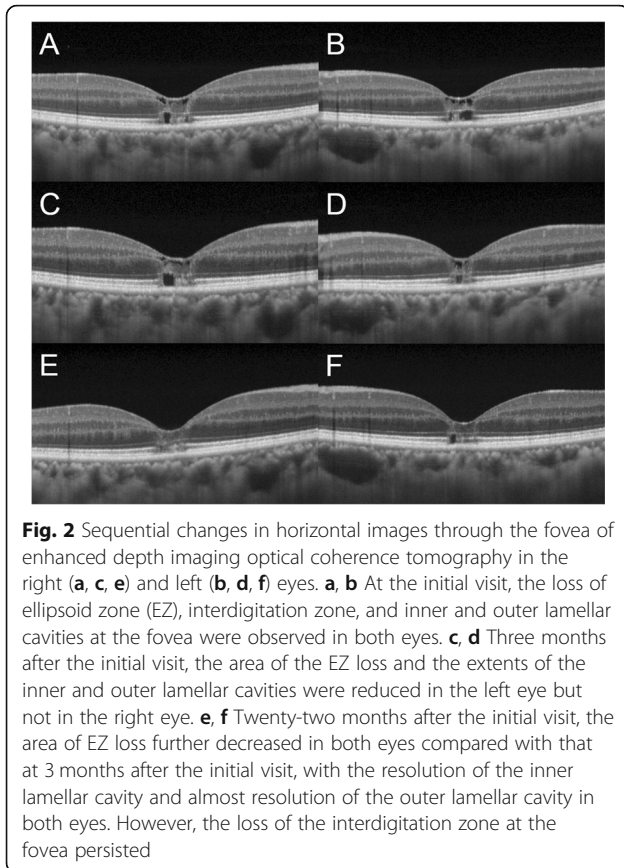 A
B
C
D
E
F
Fig. 2 Sequential changes in horizontal images through the fovea of
enhanced depth imaging optical coherence tomography in the
right (a, c, e) and left (b, d, f) eyes. a, b At the initial visit, the loss of
ellipsoid zone (EZ), interdigitation zone, and inner and outer lamellar
cavities at the fovea were observed in both eyes. c, d Three months
after the initial visit, the area of the EZ loss and the extents of the
inner and outer lamellar cavities were reduced in the left eye but
not in the right eye. e, f Twenty-two months after the initial visit, the
area of EZ loss further decreased in both eyes compared with that
at 3 months after the initial visit, with the resolution of the inner
lamellar cavity and almost resolution of the outer lamellar cavity in
both eyes. However, the loss of the interdigitation zone at the
fovea persisted